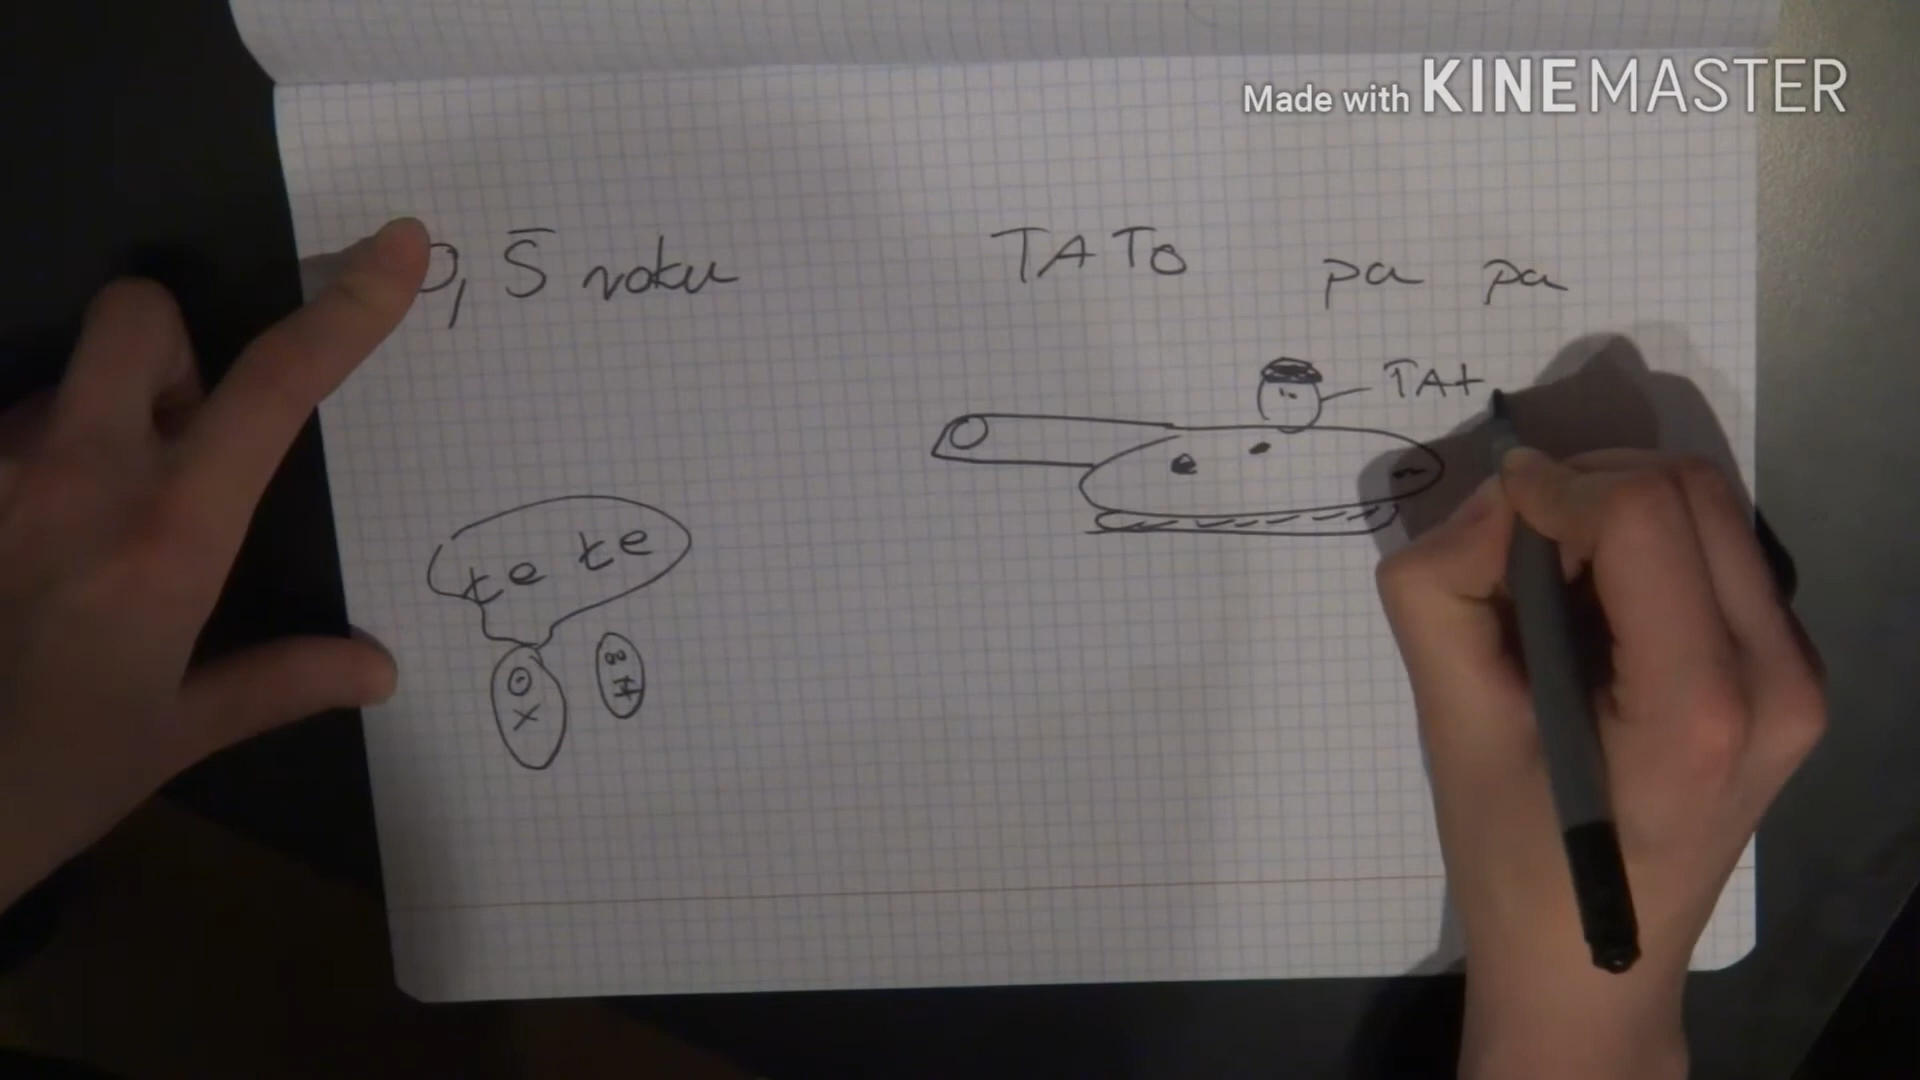 Made with KINEMASTER
0,5 roku
TATO pa pa
TAt
te te